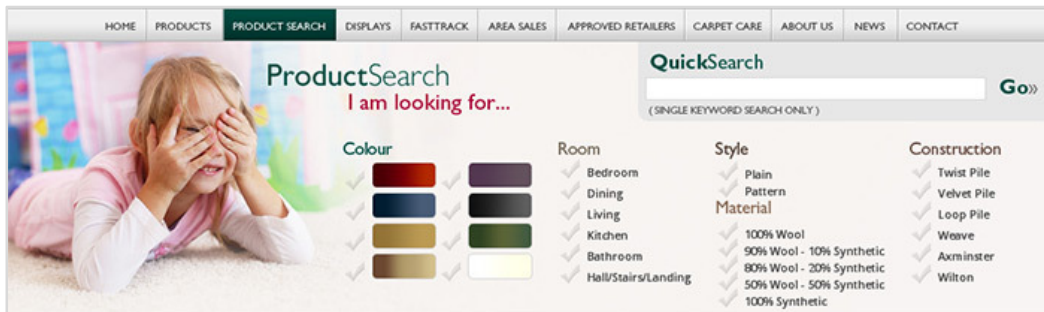 HOME PRODUCTS PRODUCT SEARCH DISPLAYS FASTTRACK AREA SALES APPROVED RETAILERS CARPET CARE ABOUT US NEWS CONTACT
ProductSearch
I am looking for...
QuickSearch
Go»
( SINGLE KEYWORD SEARCH ONLY )
Colour
Room
Bedroom
Dining
Living
Kitchen
Bathroom
Hall/Stairs/Landing
Style
Plain
Pattern
Material
100% Wool
90% Wool - 10% Synthetic
80% Wool - 20% Synthetic
50% Wool - 50% Synthetic
100% Synthetic
Construction
Twist Pile
Velvet Pile
Loop Pile
Weave
Axminster
Wilton